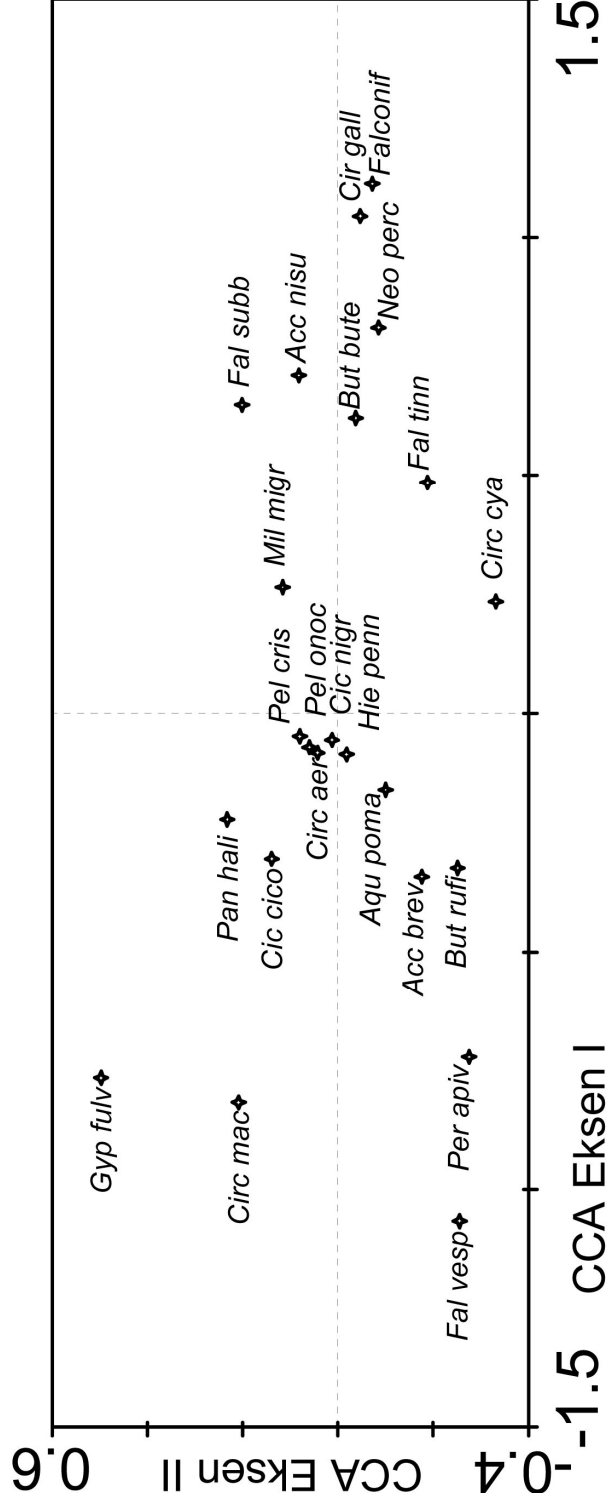 0.6
CCA Eksen II
-0.4
-1.5
CCA Eksen I
1.5
Gyp fulv
Circ mac
Fal vesp
Per apiv
Pan hali
Cic cico
Circ aer
Aqu poma
Acc brev
But rufi
Pel cris
Pel onoc
Cic nigr
Hie penn
Mil migr
Circ cya
Fal subb
Acc nisu
But bute
Fal tinn
Neo perc
Cir gall
Falconif